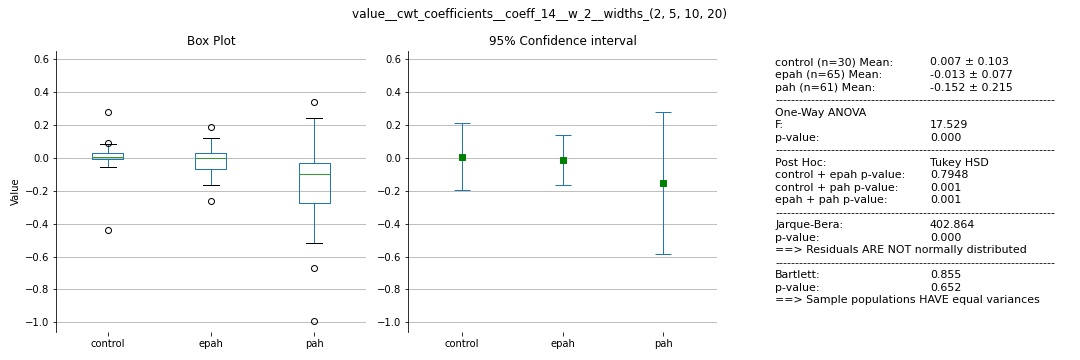 value__cwt_coefficients__coeff_14__w_2__widths_(2, 5, 10, 20)
Box Plot
0.6
0.4
0.2
0.0
−0.2
−0.4
−0.6
−0.8
−1.0
Value
control
epah
pah
95% Confidence interval
0.6
0.4
0.2
0.0
−0.2
−0.4
−0.6
−0.8
−1.0
control
epah
pah
control (n=30) Mean: 0.007 ± 0.103
epah (n=65) Mean: -0.013 ± 0.077
pah (n=61) Mean: -0.152 ± 0.215
One-Way ANOVA
F: 17.529
p-value: 0.000
Post Hoc: Tukey HSD
control + epah p-value: 0.7948
control + pah p-value: 0.001
epah + pah p-value: 0.001
Jarque-Bera: 402.864
p-value: 0.000
==> Residuals ARE NOT normally distributed
Bartlett: 0.855
p-value: 0.652
==> Sample populations HAVE equal variances